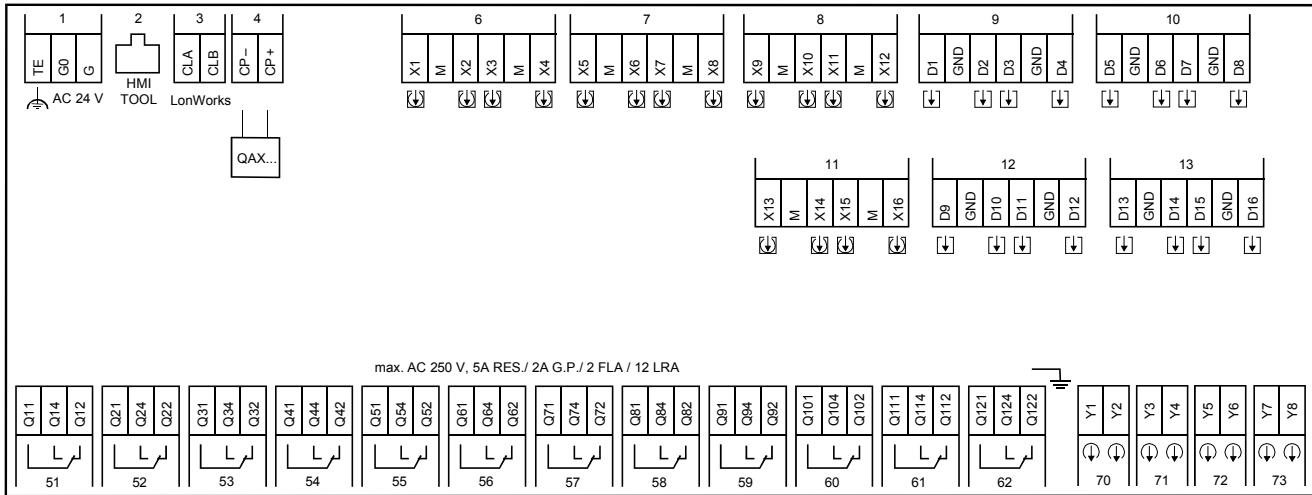 1 2 3 4 6 7 8 9 10
TE G0 G CLA CLB CP− CP+ X1 M X2 X3 M X4 X5 M X6 X7 M X8 X9 M X10 X11 M X12 D1 GND D2 D3 GND D4 D5 GND D6 D7 GND D8
AC 24 V HMI LonWorks
TOOL
QAX...
11 12 13
X13 M X14 X15 M X16 D9 GND D10 D11 GND D12 D13 GND D14 D15 GND D16
max. AC 250 V, 5A RES./ 2A G.P./ 2 FLA / 12 LRA
Q11 Q14 Q12 Q21 Q24 Q22 Q31 Q34 Q32 Q41 Q44 Q42 Q51 Q54 Q52 Q61 Q64 Q62 Q71 Q74 Q72 Q81 Q84 Q82 Q91 Q94 Q92 Q101 Q104 Q102 Q111 Q114 Q112 Q121 Q124 Q122 Y1 Y2 Y3 Y4 Y5 Y6 Y7 Y8
51 52 53 54 55 56 57 58 59 60 61 62 70 71 72 73